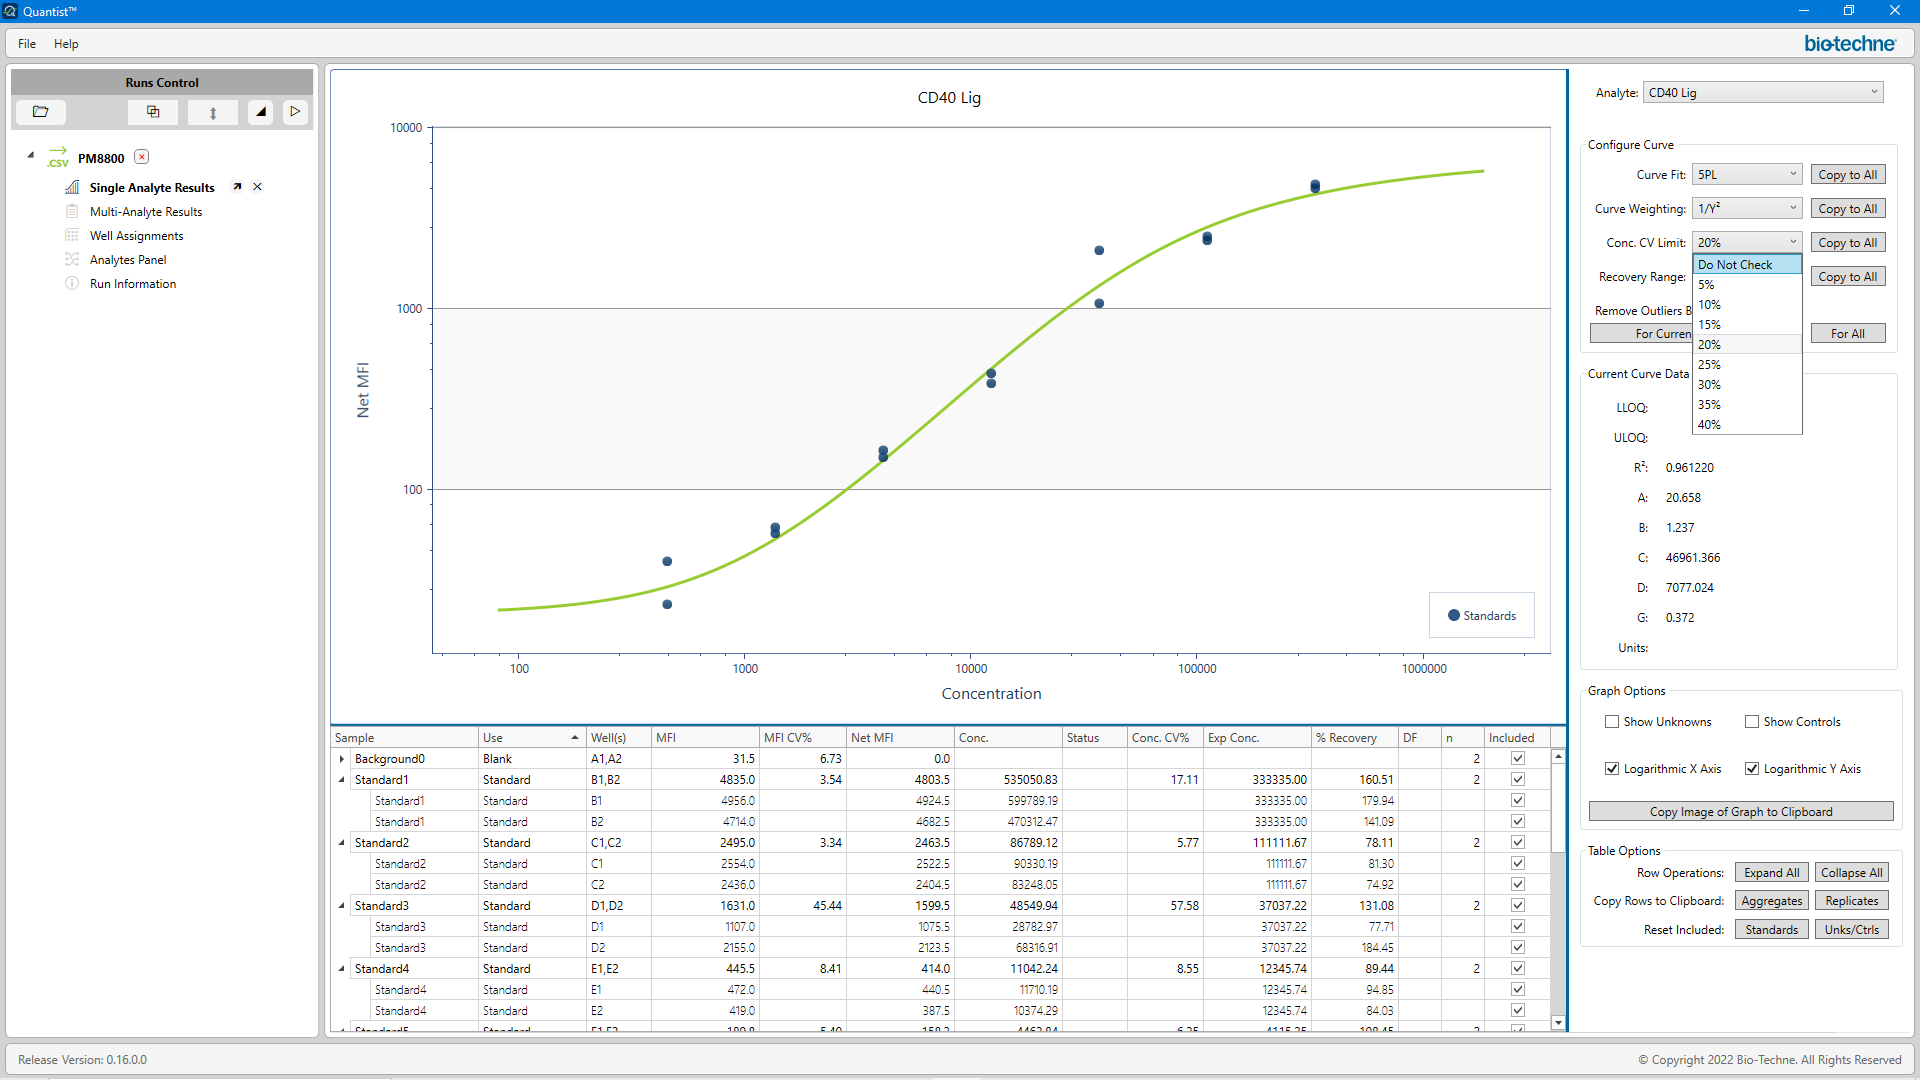 Quantist™
File Help
bio-techne
Runs Control
.CSV PM8800
Single Analyte Results
Multi-Analyte Results
Well Assignments
Analytes Panel
Run Information
CD40 Lig
10000
1000
100
Net MFI
Standards
100 1000 10000 100000 1000000
Concentration
Sample Use Well(s) MFI MFI CV% Net MFI Conc. Status Conc. CV% Exp Conc. % Recovery DF n Included
Background0 Blank A1,A2 31.5 6.73 0.0 2
Standard1 Standard B1,B2 4835.0 3.54 4803.5 535050.83 17.11 333335.00 160.51 2
Standard1 Standard B1 4956.0 4924.5 599789.19 333335.00 179.94
Standard1 Standard B2 4714.0 4682.5 470312.47 333335.00 141.09
Standard2 Standard C1,C2 2495.0 3.34 2463.5 86789.12 5.77 111111.67 78.11 2
Standard2 Standard C1 2554.0 2522.5 90330.19 111111.67 81.30
Standard2 Standard C2 2436.0 2404.5 83248.05 111111.67 74.92
Standard3 Standard D1,D2 1631.0 45.44 1599.5 48549.94 57.58 37037.22 131.08 2
Standard3 Standard D1 1107.0 1075.5 28782.97 37037.22 77.71
Standard3 Standard D2 2155.0 2123.5 68316.91 37037.22 184.45
Standard4 Standard E1,E2 445.5 8.41 414.0 11042.24 8.55 12345.74 89.44 2
Standard4 Standard E1 472.0 440.5 11710.19 12345.74 94.85
Standard4 Standard E2 419.0 387.5 10374.29 12345.74 84.03
Analyte: CD40 Lig
Configure Curve
Curve Fit: 5PL Copy to All
Curve Weighting: 1/Y² Copy to All
Conc. CV Limit: 20% Copy to All
Recovery Range: Copy to All
Do Not Check
5%
10%
15%
20%
25%
30%
35%
40%
Remove Outliers B
For Curren For All
Current Curve Data
LLOQ:
ULOQ:
R²: 0.961220
A: 20.658
B: 1.237
C: 46961.366
D: 7077.024
G: 0.372
Units:
Graph Options
Show Unknowns Show Controls
Logarithmic X Axis Logarithmic Y Axis
Copy Image of Graph to Clipboard
Table Options
Row Operations: Expand All Collapse All
Copy Rows to Clipboard: Aggregates Replicates
Reset Included: Standards Unks/Ctrls
Release Version: 0.16.0.0
© Copyright 2022 Bio-Techne. All Rights Reserved